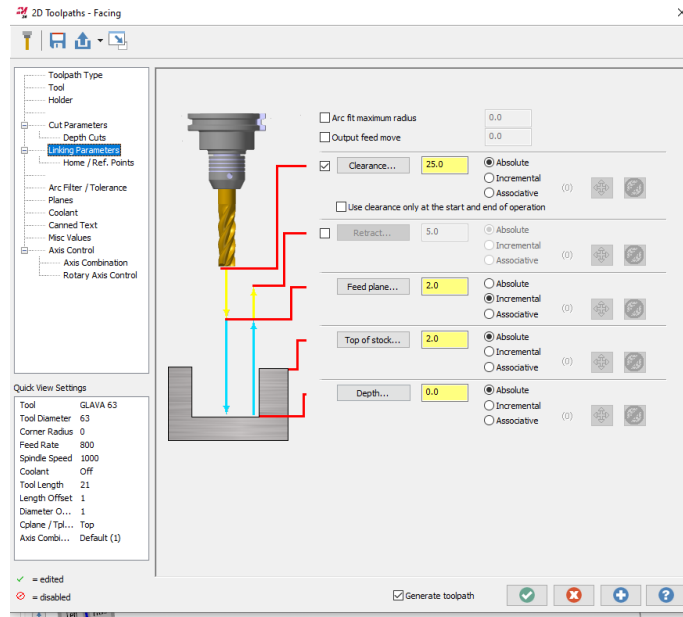 2D Toolpaths - Facing
Toolpath Type
Tool
Holder
Cut Parameters
Depth Cuts
Linking Parameters
Home / Ref. Points
Arc Filter / Tolerance
Planes
Coolant
Canned Text
Misc Values
Axis Control
Axis Combination
Rotary Axis Control
Quick View Settings
Tool GLAVA 63
Tool Diameter 63
Corner Radius 0
Feed Rate 800
Spindle Speed 1000
Coolant Off
Tool Length 21
Length Offset 1
Diameter O... 1
Cplane / Tpl... Top
Axis Combi... Default (1)
= edited
= disabled
Arc fit maximum radius 0.0
Output feed move 0.0
Clearance... 25.0 Absolute
Incremental
Associative (0)
Use clearance only at the start and end of operation
Retract... 5.0 Absolute
Incremental
Associative (0)
Feed plane... 2.0 Absolute
Incremental
Associative (0)
Top of stock... 2.0 Absolute
Incremental
Associative (0)
Depth... 0.0 Absolute
Incremental
Associative (0)
Generate toolpath